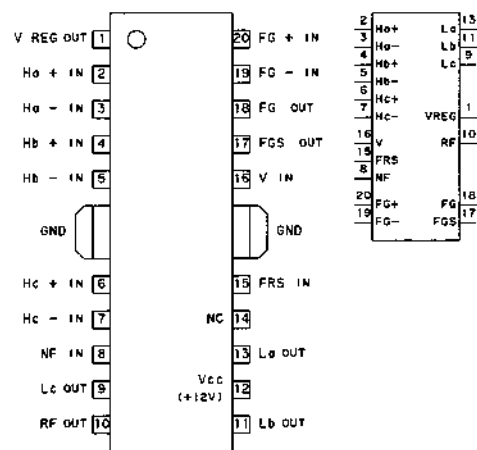 V REG OUT 1 20 FG + IN
Ha + IN 2 19 FG - IN
Ha - IN 3 18 FG OUT
Hb + IN 4 17 FGS OUT
Hb - IN 5 16 V IN
GND GND
Hc + IN 6 15 FRS IN
Hc - IN 7 NC 14
NF IN 8 13 La OUT
Lc OUT 9 Vcc (+12V) 12
RF OUT 10 11 Lb OUT
2 Ha+ La 13
3 Ha- Lb 11
4 Hb+ Lc 9
5 Hb-
6 Hc+
7 Hc- VREG 1
16 V RF 10
15 FRS
8 NF
20 FG+ FG 18
19 FG- FGS 17